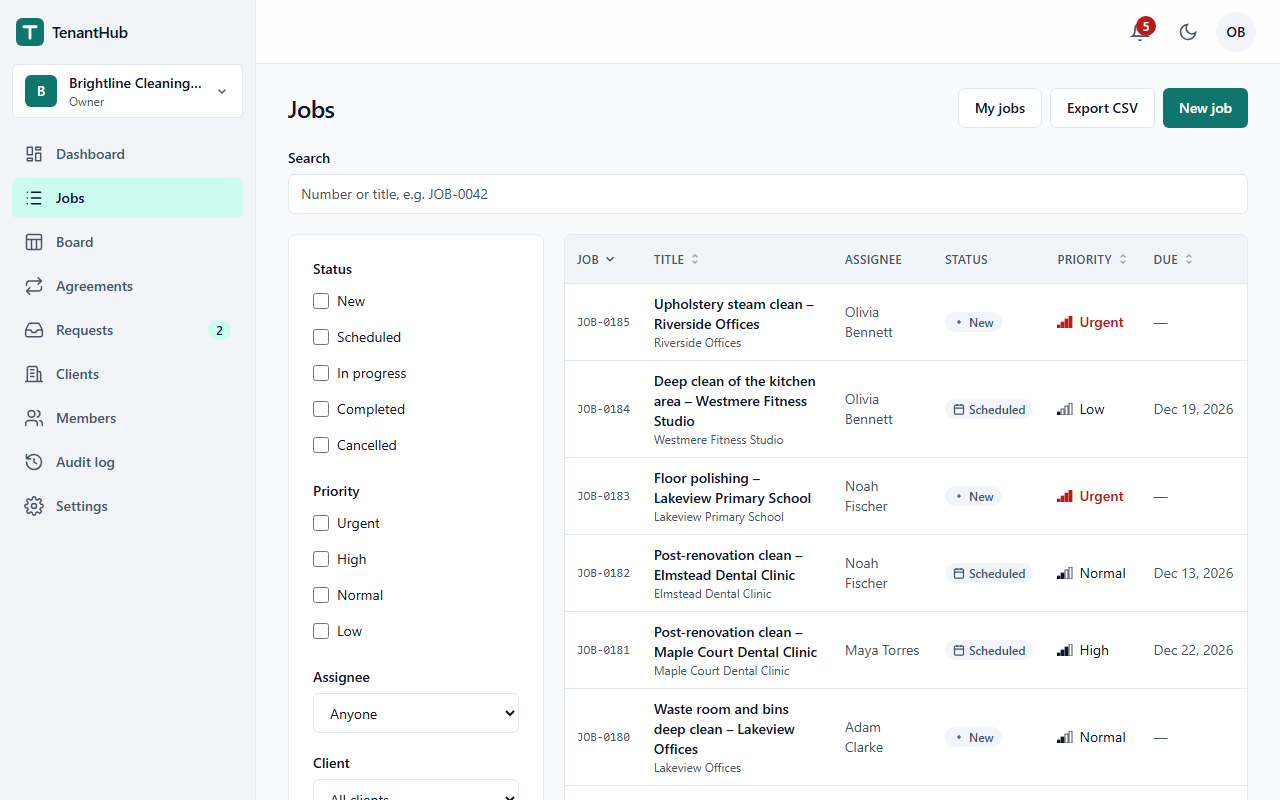 TenantHub
B
Brightline Cleaning...
Owner
Dashboard
Jobs
Board
Agreements
Requests
2
Clients
Members
Audit log
Settings
5
OB
Jobs
My jobs
Export CSV
New job
Search
Number or title, e.g. JOB-0042
Status
New
Scheduled
In progress
Completed
Cancelled
Priority
Urgent
High
Normal
Low
Assignee
Anyone
Client
All clients
JOB TITLE ASSIGNEE STATUS PRIORITY DUE
JOB-0185
Upholstery steam clean –
Riverside Offices
Riverside Offices
Olivia
Bennett
New
Urgent
—
JOB-0184
Deep clean of the kitchen
area – Westmere Fitness
Studio
Westmere Fitness Studio
Olivia
Bennett
Scheduled
Low
Dec 19, 2026
JOB-0183
Floor polishing –
Lakeview Primary School
Lakeview Primary School
Noah
Fischer
New
Urgent
—
JOB-0182
Post-renovation clean –
Elmstead Dental Clinic
Elmstead Dental Clinic
Noah
Fischer
Scheduled
Normal
Dec 13, 2026
JOB-0181
Post-renovation clean –
Maple Court Dental Clinic
Maple Court Dental Clinic
Maya Torres
Scheduled
High
Dec 22, 2026
JOB-0180
Waste room and bins
deep clean – Lakeview
Offices
Lakeview Offices
Adam
Clarke
New
Normal
—